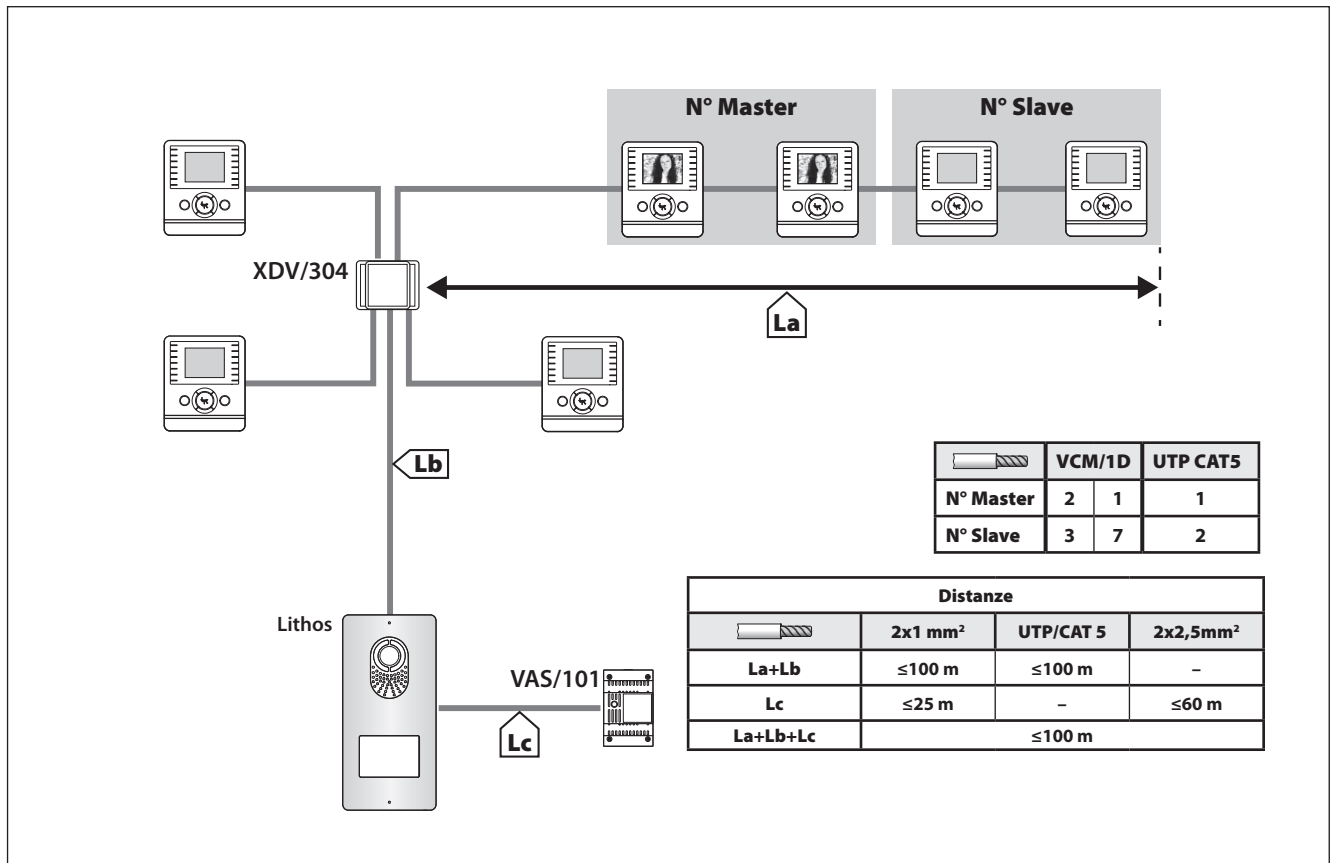 N° Master
N° Slave
XDV/304
La
Lb
VCM/1D UTP CAT5
N° Master 2 1 1
N° Slave 3 7 2
Distanze
2x1 mm² UTP/CAT 5 2x2,5mm²
La+Lb ≤100 m ≤100 m –
Lc ≤25 m – ≤60 m
La+Lb+Lc ≤100 m
Lithos
VAS/101
Lc